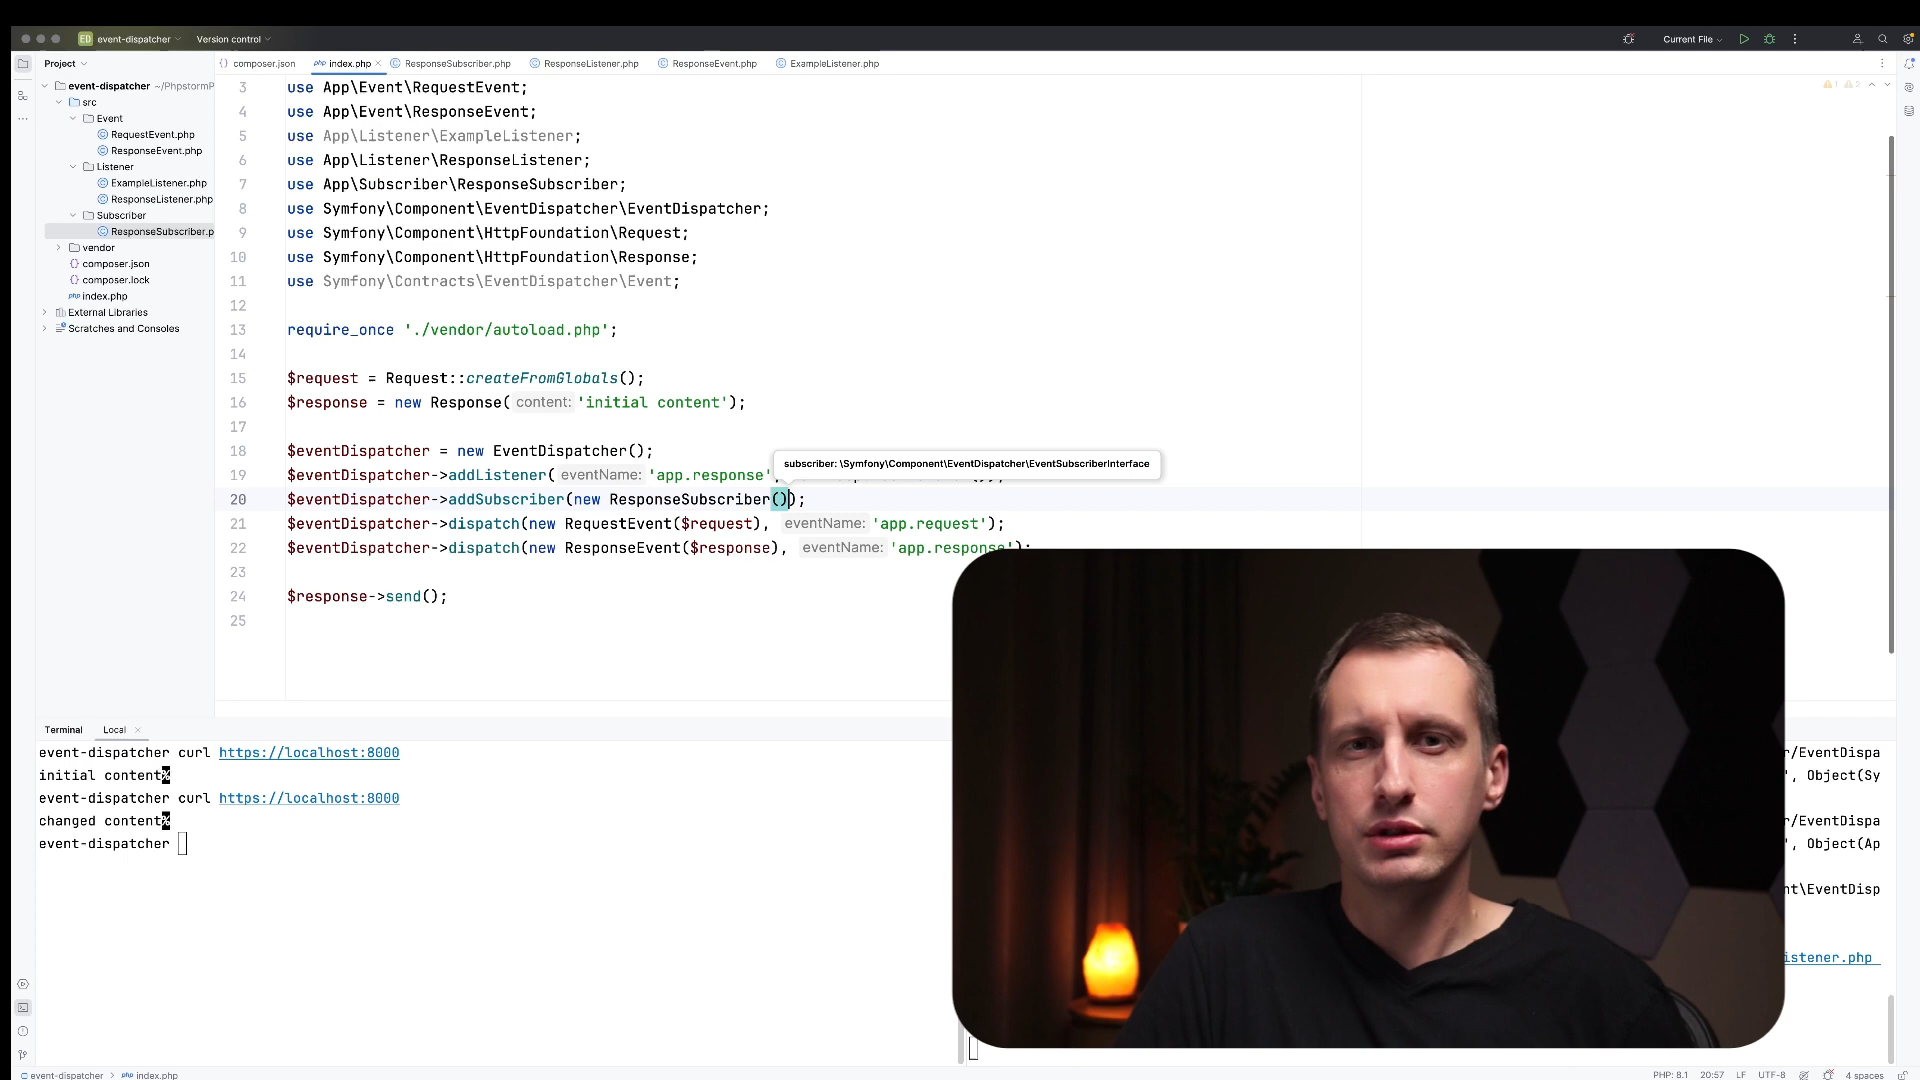 ED event-dispatcher Version control Current File
Project
composer.json index.php ResponseSubscriber.php ResponseListener.php ResponseEvent.php ExampleListener.php
event-dispatcher ~/PhpstormP
src
Event
RequestEvent.php
ResponseEvent.php
Listener
ExampleListener.php
ResponseListener.php
Subscriber
ResponseSubscriber.p
vendor
composer.json
composer.lock
php index.php
External Libraries
Scratches and Consoles
1 2
3 use App\Event\RequestEvent;
4 use App\Event\ResponseEvent;
5 use App\Listener\ExampleListener;
6 use App\Listener\ResponseListener;
7 use App\Subscriber\ResponseSubscriber;
8 use Symfony\Component\EventDispatcher\EventDispatcher;
9 use Symfony\Component\HttpFoundation\Request;
10 use Symfony\Component\HttpFoundation\Response;
11 use Symfony\Contracts\EventDispatcher\Event;
12
13 require_once './vendor/autoload.php';
14
15 $request = Request::createFromGlobals();
16 $response = new Response( content: 'initial content');
17
18 $eventDispatcher = new EventDispatcher();
subscriber: \Symfony\Component\EventDispatcher\EventSubscriberInterface
19 $eventDispatcher->addListener( eventName: 'app.response'
20 $eventDispatcher->addSubscriber(new ResponseSubscriber());
21 $eventDispatcher->dispatch(new RequestEvent($request), eventName: 'app.request');
22 $eventDispatcher->dispatch(new ResponseEvent($response), eventName: 'app.response');
23
24 $response->send();
25
Terminal Local
event-dispatcher curl https://localhost:8000
initial content%
event-dispatcher curl https://localhost:8000
changed content%
event-dispatcher
r/EventDispa
', Object(Sy
r/EventDispa
', Object(Ap
nt\EventDisp
istener.php
event-dispatcher > php index.php
PHP: 8.1 20:57 LF UTF-8 4 spaces